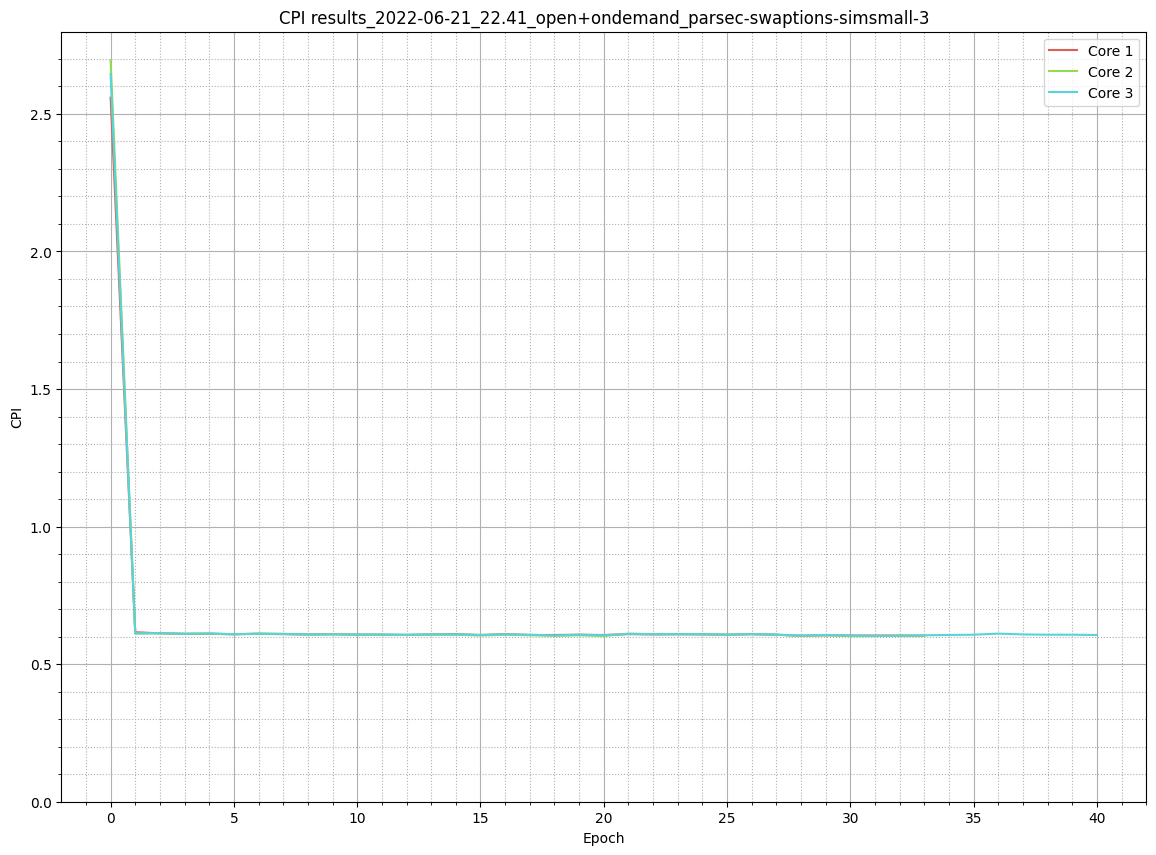 CPI results_2022-06-21_22.41_open+ondemand_parsec-swaptions-simsmall-3
Core 1
Core 2
Core 3
2.5
2.0
1.5
1.0
0.5
0.0
CPI
0 5 10 15 20 25 30 35 40
Epoch